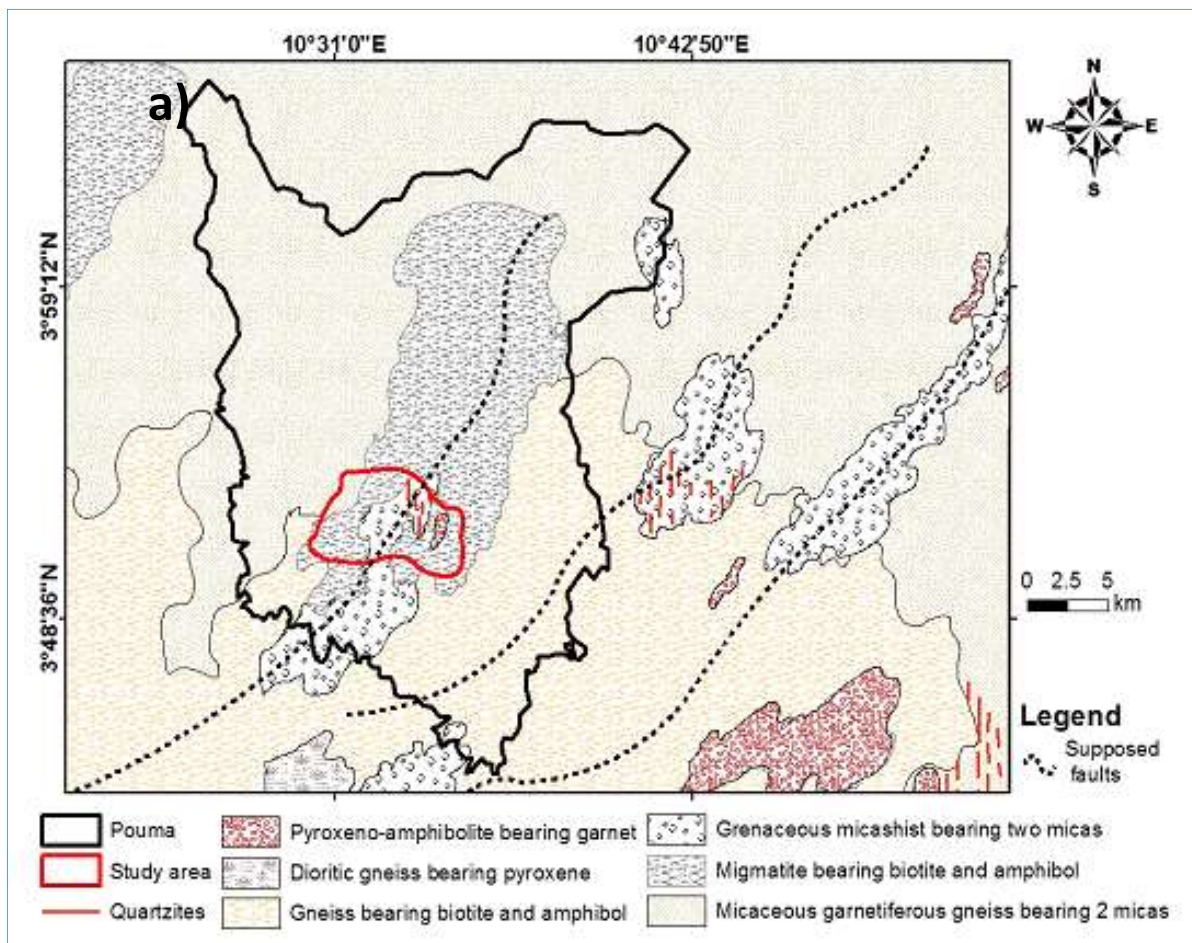 10°31'0"E 10°42'50"E
a)
N
W E
S
3°59'12"N
3°48'36"N
0 2.5 5
km
Legend
Supposed
faults
Pouma
Pyroxeno-amphibolite bearing garnet
Grenaceous micashist bearing two micas
Study area
Dioritic gneiss bearing pyroxene
Migmatite bearing biotite and amphibol
Quartzites
Gneiss bearing biotite and amphibol
Micaceous garnetiferous gneiss bearing 2 micas